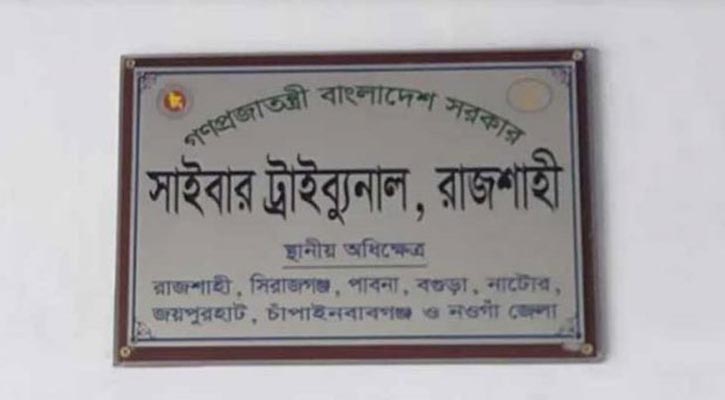 গণপ্রজাতন্ত্রী বাংলাদেশ সরকার
সাইবার ট্রাইব্যুনাল, রাজশাহী
স্থানীয় অধিক্ষেত্র
রাজশাহী, সিরাজগঞ্জ, পাবনা, বগুড়া, নাটোর,
জয়পুরহাট, চাঁপাইনবাবগঞ্জ ও নওগাঁ জেলা